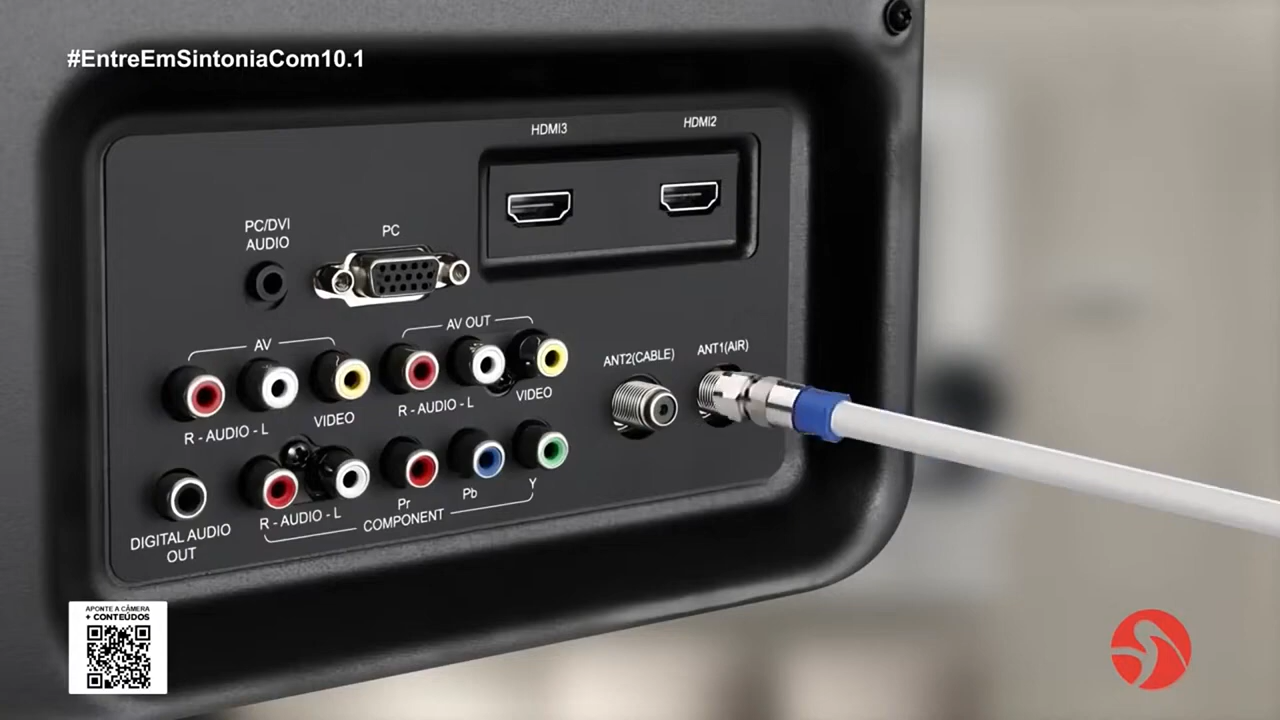 #EntreEmSintoniaCom10.1
HDMI3
HDMI2
PC/DVI
AUDIO
PC
AV
AV OUT
ANT2(CABLE)
ANT1(AIR)
R - AUDIO - L
VIDEO
R - AUDIO - L
VIDEO
DIGITAL AUDIO
OUT
R - AUDIO - L
Pr
Pb
Y
COMPONENT
APONTE A CÂMERA
+ CONTEÚDOS